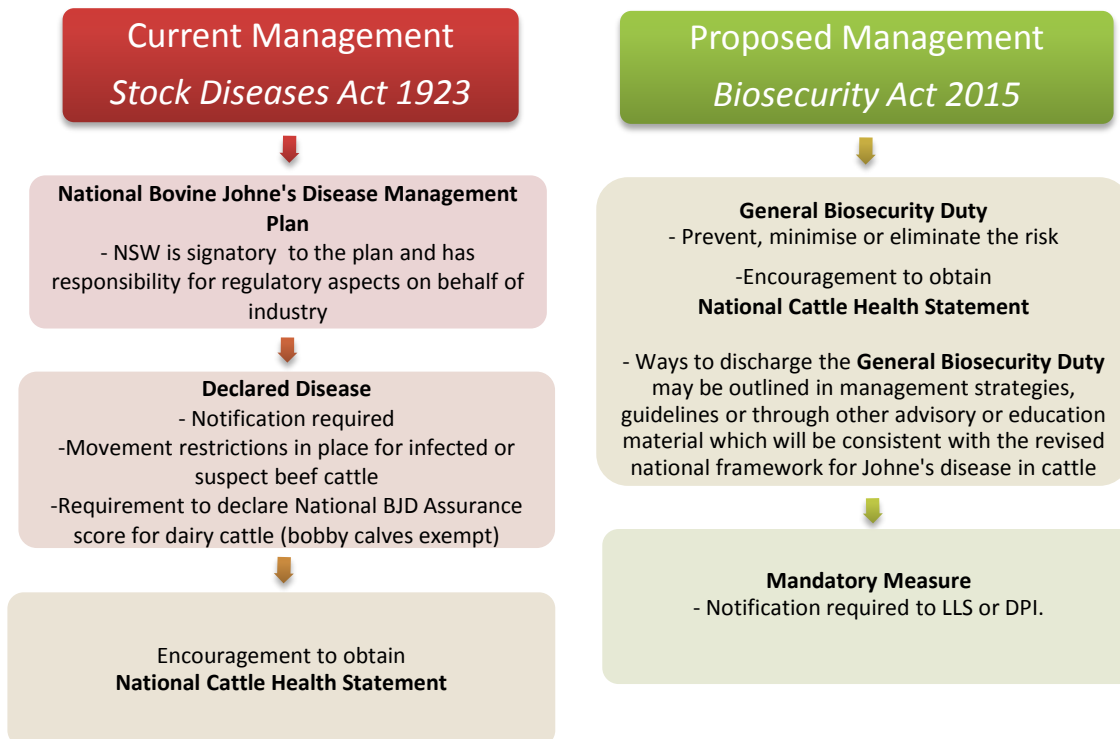 Current Management
Stock Diseases Act 1923
National Bovine Johne's Disease Management
Plan
- NSW is signatory to the plan and has
responsibility for regulatory aspects on behalf of
industry
Declared Disease
- Notification required
-Movement restrictions in place for infected or
suspect beef cattle
-Requirement to declare National BJD Assurance
score for dairy cattle (bobby calves exempt)
Encouragement to obtain
National Cattle Health Statement
Proposed Management
Biosecurity Act 2015
General Biosecurity Duty
- Prevent, minimise or eliminate the risk
-Encouragement to obtain
National Cattle Health Statement
- Ways to discharge the General Biosecurity Duty
may be outlined in management strategies,
guidelines or through other advisory or education
material which will be consistent with the revised
national framework for Johne's disease in cattle
Mandatory Measure
- Notification required to LLS or DPI.